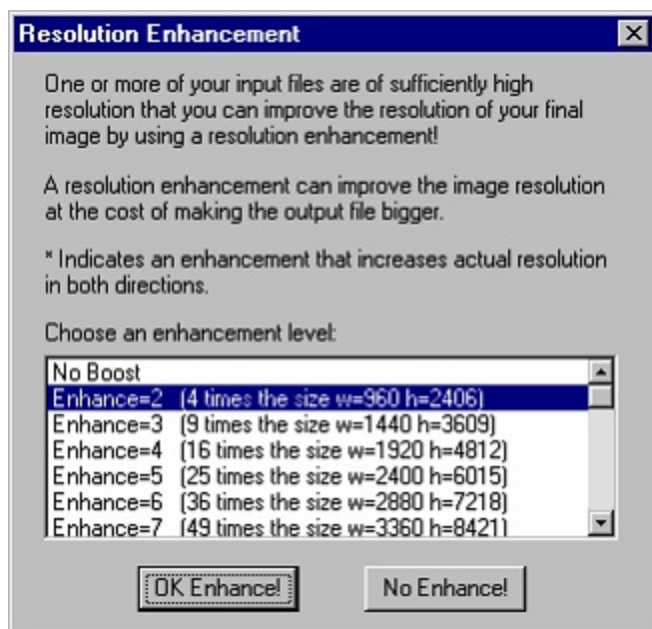 Resolution Enhancement
One or more of your input files are of sufficiently high
resolution that you can improve the resolution of your final
image by using a resolution enhancement!
A resolution enhancement can improve the image resolution
at the cost of making the output file bigger.
* Indicates an enhancement that increases actual resolution
in both directions.
Choose an enhancement level:
No Boost
Enhance=2 (4 times the size w=960 h=2406)
Enhance=3 (9 times the size w=1440 h=3609)
Enhance=4 (16 times the size w=1920 h=4812)
Enhance=5 (25 times the size w=2400 h=6015)
Enhance=6 (36 times the size w=2880 h=7218)
Enhance=7 (49 times the size w=3360 h=8421)
OK Enhance! No Enhance!